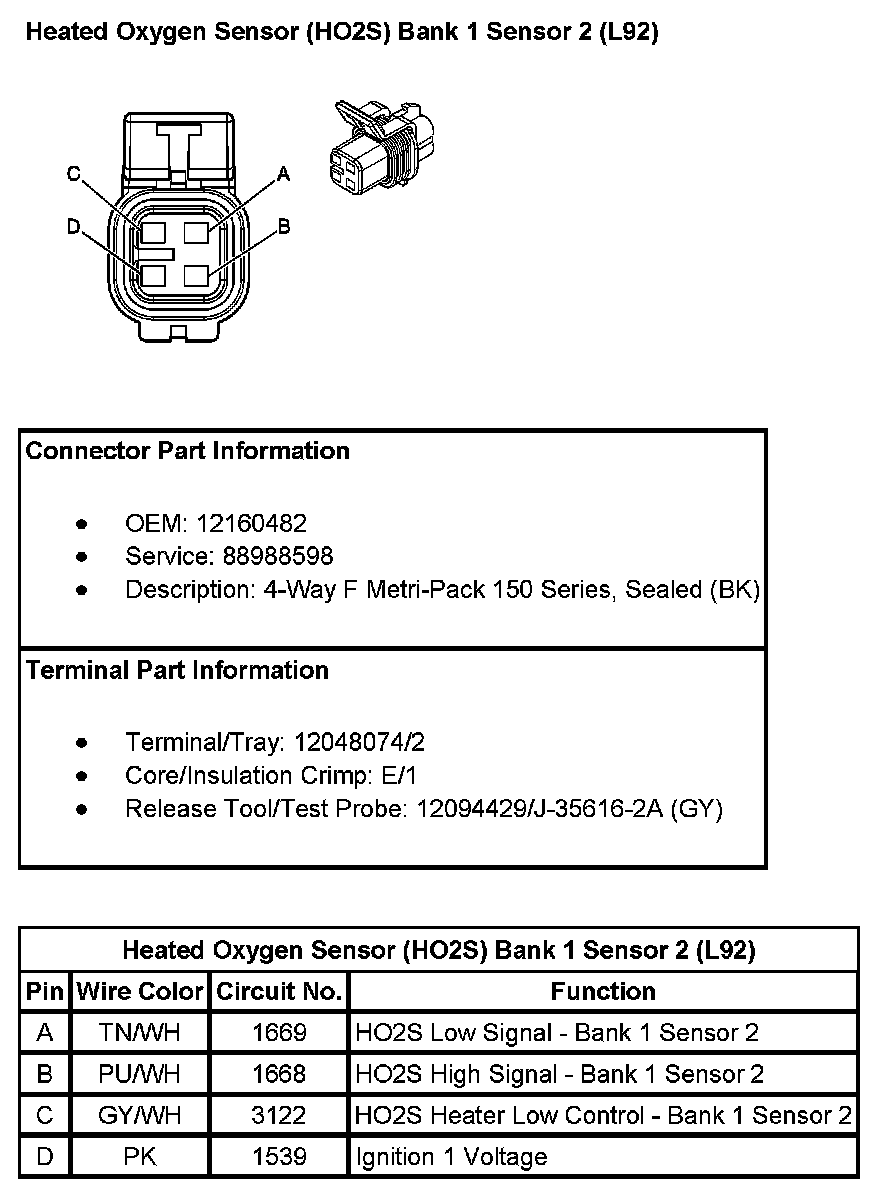 Heated Oxygen Sensor (HO2S) Bank 1 Sensor 2 (L92)
C
A
D
B
Connector Part Information
● OEM: 12160482
● Service: 88988598
● Description: 4-Way F Metri-Pack 150 Series, Sealed (BK)
Terminal Part Information
● Terminal/Tray: 12048074/2
● Core/Insulation Crimp: E/1
● Release Tool/Test Probe: 12094429/J-35616-2A (GY)
Heated Oxygen Sensor (HO2S) Bank 1 Sensor 2 (L92)
Pin Wire Color Circuit No. Function
A TN/WH 1669 HO2S Low Signal - Bank 1 Sensor 2
B PU/WH 1668 HO2S High Signal - Bank 1 Sensor 2
C GY/WH 3122 HO2S Heater Low Control - Bank 1 Sensor 2
D PK 1539 Ignition 1 Voltage